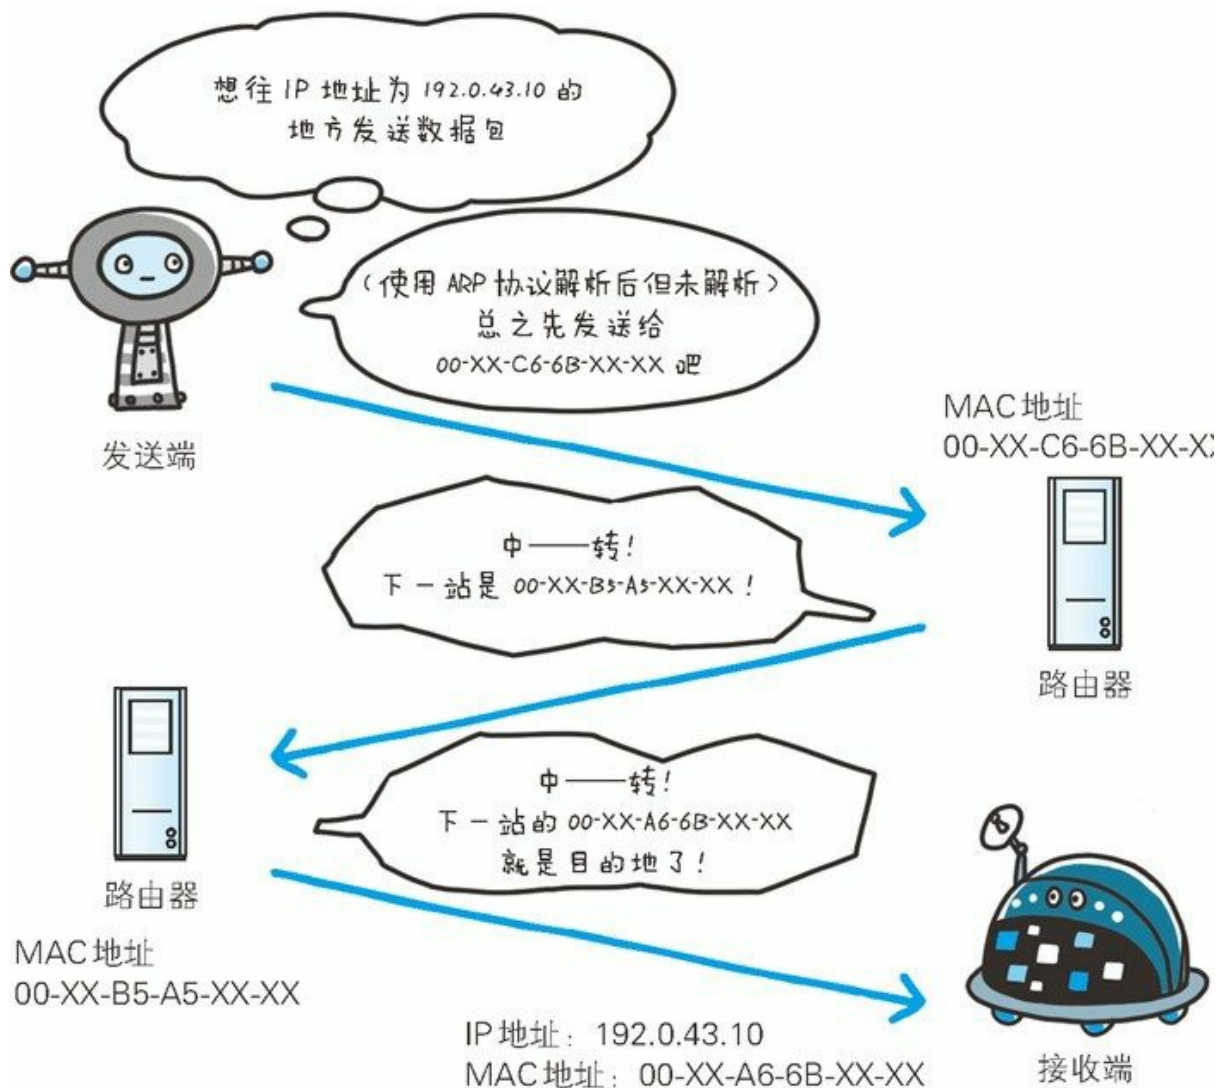 想往 IP 地址为 192.0.43.10 的
地方发送数据包
(使用 ARP 协议解析后但未解析)
总之先发送给
00-XX-C6-6B-XX-XX 吧
发送端
MAC 地址
00-XX-C6-6B-XX-X
中——转!
下一站是 00-XX-B5-A5-XX-XX !
路由器
中——转!
下一站的 00-XX-A6-6B-XX-XX
就是目的地了!
路由器
MAC 地址
00-XX-B5-A5-XX-XX
IP 地址: 192.0.43.10
MAC 地址: 00-XX-A6-6B-XX-XX
接收端